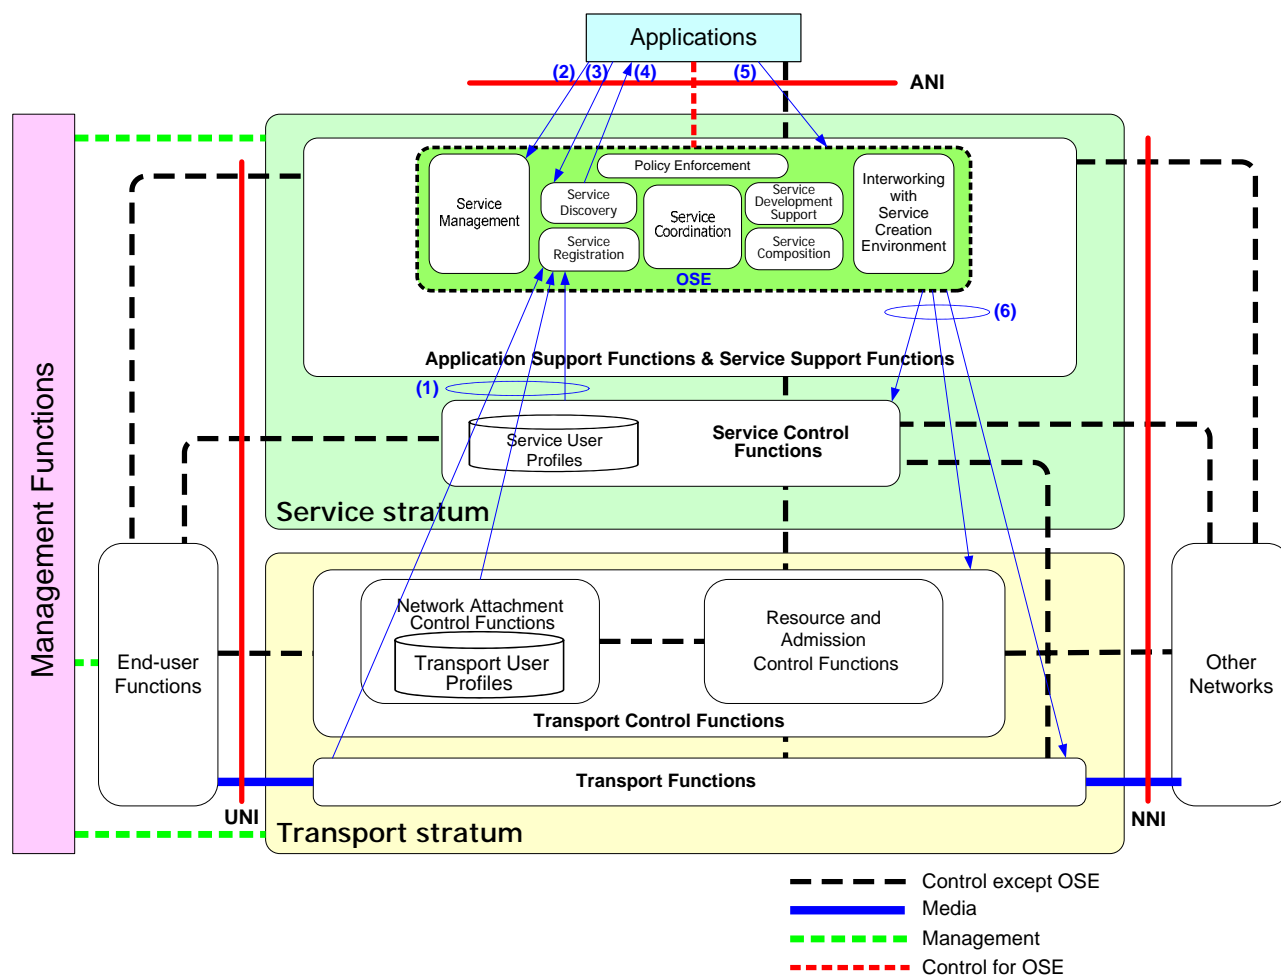 Applications
(2)
(3)
(4)
(5)
ANI
Policy Enforcement
Service
Management
Service
Discovery
Service
Registration
Service
Coordination
Service
Development
Support
Service
Composition
Interworking
with
Service
Creation
Environment
OSE
(6)
Application Support Functions & Service Support Functions
(1)
Service User
Profiles
Service Control
Functions
Service stratum
Management Functions
Network Attachment
Control Functions
Transport User
Profiles
Resource and
Admission
Control Functions
End-user
Functions
Other
Networks
Transport Control Functions
Transport Functions
UNI
NNI
Transport stratum
Control except OSE
Media
Management
Control for OSE